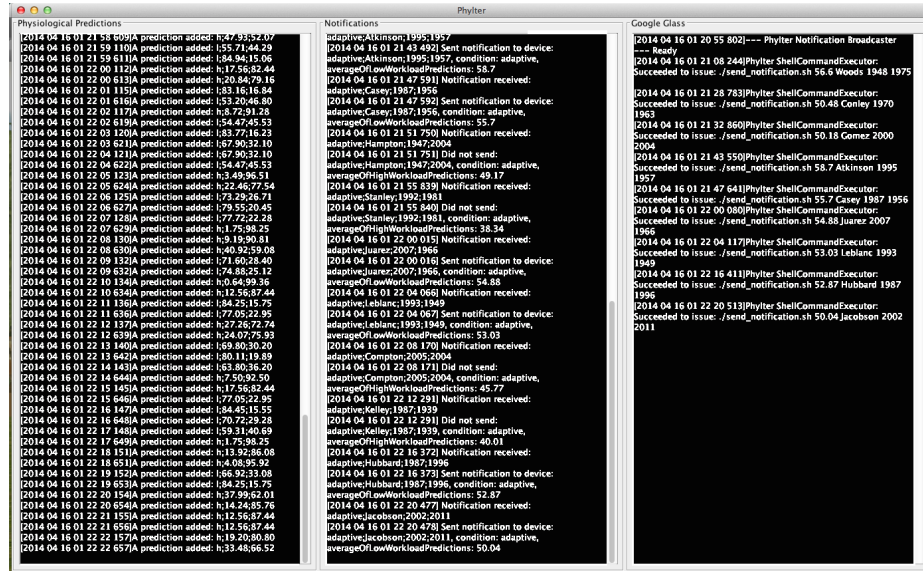 Phylter
Physiological Predictions
[2014 04 16 01 21 58 609]A prediction added: h;47.93;52.07
[2014 04 16 01 21 59 110]A prediction added: l;55.71;44.29
[2014 04 16 01 21 59 611]A prediction added: l;84.94;15.06
[2014 04 16 01 22 00 112]A prediction added: h;17.56;82.44
[2014 04 16 01 22 00 613]A prediction added: h;20.84;79.16
[2014 04 16 01 22 01 115]A prediction added: l;83.16;16.84
[2014 04 16 01 22 01 616]A prediction added: l;53.20;46.80
[2014 04 16 01 22 02 117]A prediction added: h;8.72;91.28
[2014 04 16 01 22 02 619]A prediction added: l;54.47;45.53
[2014 04 16 01 22 03 120]A prediction added: l;83.77;16.23
[2014 04 16 01 22 03 621]A prediction added: l;67.90;32.10
[2014 04 16 01 22 04 121]A prediction added: l;67.90;32.10
[2014 04 16 01 22 04 622]A prediction added: l;54.47;45.53
[2014 04 16 01 22 05 123]A prediction added: h;3.49;96.51
[2014 04 16 01 22 05 624]A prediction added: h;22.46;77.54
[2014 04 16 01 22 06 125]A prediction added: l;73.29;26.71
[2014 04 16 01 22 06 627]A prediction added: l;79.55;20.45
[2014 04 16 01 22 07 128]A prediction added: l;77.72;22.28
[2014 04 16 01 22 07 629]A prediction added: h;1.75;98.25
[2014 04 16 01 22 08 130]A prediction added: h;9.19;90.81
[2014 04 16 01 22 08 630]A prediction added: h;40.92;59.08
[2014 04 16 01 22 09 132]A prediction added: l;71.60;28.40
[2014 04 16 01 22 09 632]A prediction added: l;74.88;25.12
[2014 04 16 01 22 10 134]A prediction added: h;0.64;99.36
[2014 04 16 01 22 10 634]A prediction added: h;12.56;87.44
[2014 04 16 01 22 11 136]A prediction added: l;84.25;15.75
[2014 04 16 01 22 11 636]A prediction added: l;77.05;22.95
[2014 04 16 01 22 12 137]A prediction added: h;27.26;72.74
[2014 04 16 01 22 12 639]A prediction added: h;24.07;75.93
[2014 04 16 01 22 13 140]A prediction added: l;69.80;30.20
[2014 04 16 01 22 13 642]A prediction added: l;80.11;19.89
[2014 04 16 01 22 14 143]A prediction added: l;63.80;36.20
[2014 04 16 01 22 14 644]A prediction added: h;7.50;92.50
[2014 04 16 01 22 15 145]A prediction added: h;17.56;82.44
[2014 04 16 01 22 15 646]A prediction added: l;77.05;22.95
[2014 04 16 01 22 16 147]A prediction added: l;84.45;15.55
[2014 04 16 01 22 16 648]A prediction added: l;70.72;29.28
[2014 04 16 01 22 17 148]A prediction added: l;59.31;40.69
[2014 04 16 01 22 17 649]A prediction added: h;1.75;98.25
[2014 04 16 01 22 18 151]A prediction added: h;13.92;86.08
[2014 04 16 01 22 18 651]A prediction added: h;4.08;95.92
[2014 04 16 01 22 19 152]A prediction added: l;66.92;33.08
[2014 04 16 01 22 19 653]A prediction added: l;84.25;15.75
[2014 04 16 01 22 20 154]A prediction added: h;37.99;62.01
[2014 04 16 01 22 20 654]A prediction added: h;14.24;85.76
[2014 04 16 01 22 21 155]A prediction added: h;12.56;87.44
[2014 04 16 01 22 21 656]A prediction added: h;12.56;87.44
[2014 04 16 01 22 22 157]A prediction added: h;19.20;80.80
[2014 04 16 01 22 22 657]A prediction added: h;33.48;66.52
Notifications
adaptive;Atkinson;1995;1957
[2014 04 16 01 21 43 492] Sent notification to device:
adaptive;Atkinson;1995;1957, condition: adaptive,
averageOfLowWorkloadPredictions: 58.7
[2014 04 16 01 21 47 591] Notification received:
adaptive;Casey;1987;1956
[2014 04 16 01 21 47 592] Sent notification to device:
adaptive;Casey;1987;1956, condition: adaptive,
averageOfLowWorkloadPredictions: 55.7
[2014 04 16 01 21 51 750] Notification received:
adaptive;Hampton;1947;2004
[2014 04 16 01 21 51 751] Did not send:
adaptive;Hampton;1947;2004, condition: adaptive,
averageOfHighWorkloadPredictions: 49.17
[2014 04 16 01 21 55 839] Notification received:
adaptive;Stanley;1992;1981
[2014 04 16 01 21 55 840] Did not send:
adaptive;Stanley;1992;1981, condition: adaptive,
averageOfHighWorkloadPredictions: 38.34
[2014 04 16 01 22 00 015] Notification received:
adaptive;Juarez;2007;1966
[2014 04 16 01 22 00 016] Sent notification to device:
adaptive;Juarez;2007;1966, condition: adaptive,
averageOfLowWorkloadPredictions: 54.88
[2014 04 16 01 22 04 066] Notification received:
adaptive;Leblanc;1993;1949
[2014 04 16 01 22 04 067] Sent notification to device:
adaptive;Leblanc;1993;1949, condition: adaptive,
averageOfLowWorkloadPredictions: 53.03
[2014 04 16 01 22 08 170] Notification received:
adaptive;Compton;2005;2004
[2014 04 16 01 22 08 171] Did not send:
adaptive;Compton;2005;2004, condition: adaptive,
averageOfHighWorkloadPredictions: 45.77
[2014 04 16 01 22 12 291] Notification received:
adaptive;Kelley;1987;1939
[2014 04 16 01 22 12 291] Did not send:
adaptive;Kelley;1987;1939, condition: adaptive,
averageOfHighWorkloadPredictions: 40.01
[2014 04 16 01 22 16 372] Notification received:
adaptive;Hubbard;1987;1996
[2014 04 16 01 22 16 373] Sent notification to device:
adaptive;Hubbard;1987;1996, condition: adaptive,
averageOfLowWorkloadPredictions: 52.87
[2014 04 16 01 22 20 477] Notification received:
adaptive;Jacobson;2002;2011
[2014 04 16 01 22 20 478] Sent notification to device:
adaptive;Jacobson;2002;2011, condition: adaptive,
averageOfLowWorkloadPredictions: 50.04
Google Glass
[2014 04 16 01 20 55 802]--- Phylter Notification Broadcaster
--- Ready
[2014 04 16 01 21 08 244]Phylter ShellCommandExecutor:
Succeeded to issue: ./send_notification.sh 56.6 Woods 1948 1975
[2014 04 16 01 21 28 783]Phylter ShellCommandExecutor:
Succeeded to issue: ./send_notification.sh 50.48 Conley 1970
1963
[2014 04 16 01 21 32 860]Phylter ShellCommandExecutor:
Succeeded to issue: ./send_notification.sh 50.18 Gomez 2000
2004
[2014 04 16 01 21 43 550]Phylter ShellCommandExecutor:
Succeeded to issue: ./send_notification.sh 58.7 Atkinson 1995
1957
[2014 04 16 01 21 47 641]Phylter ShellCommandExecutor:
Succeeded to issue: ./send_notification.sh 55.7 Casey 1987 1956
[2014 04 16 01 22 00 080]Phylter ShellCommandExecutor:
Succeeded to issue: ./send_notification.sh 54.88 Juarez 2007
1966
[2014 04 16 01 22 04 117]Phylter ShellCommandExecutor:
Succeeded to issue: ./send_notification.sh 53.03 Leblanc 1993
1949
[2014 04 16 01 22 16 411]Phylter ShellCommandExecutor:
Succeeded to issue: ./send_notification.sh 52.87 Hubbard 1987
1996
[2014 04 16 01 22 20 513]Phylter ShellCommandExecutor:
Succeeded to issue: ./send_notification.sh 50.04 Jacobson 2002
2011